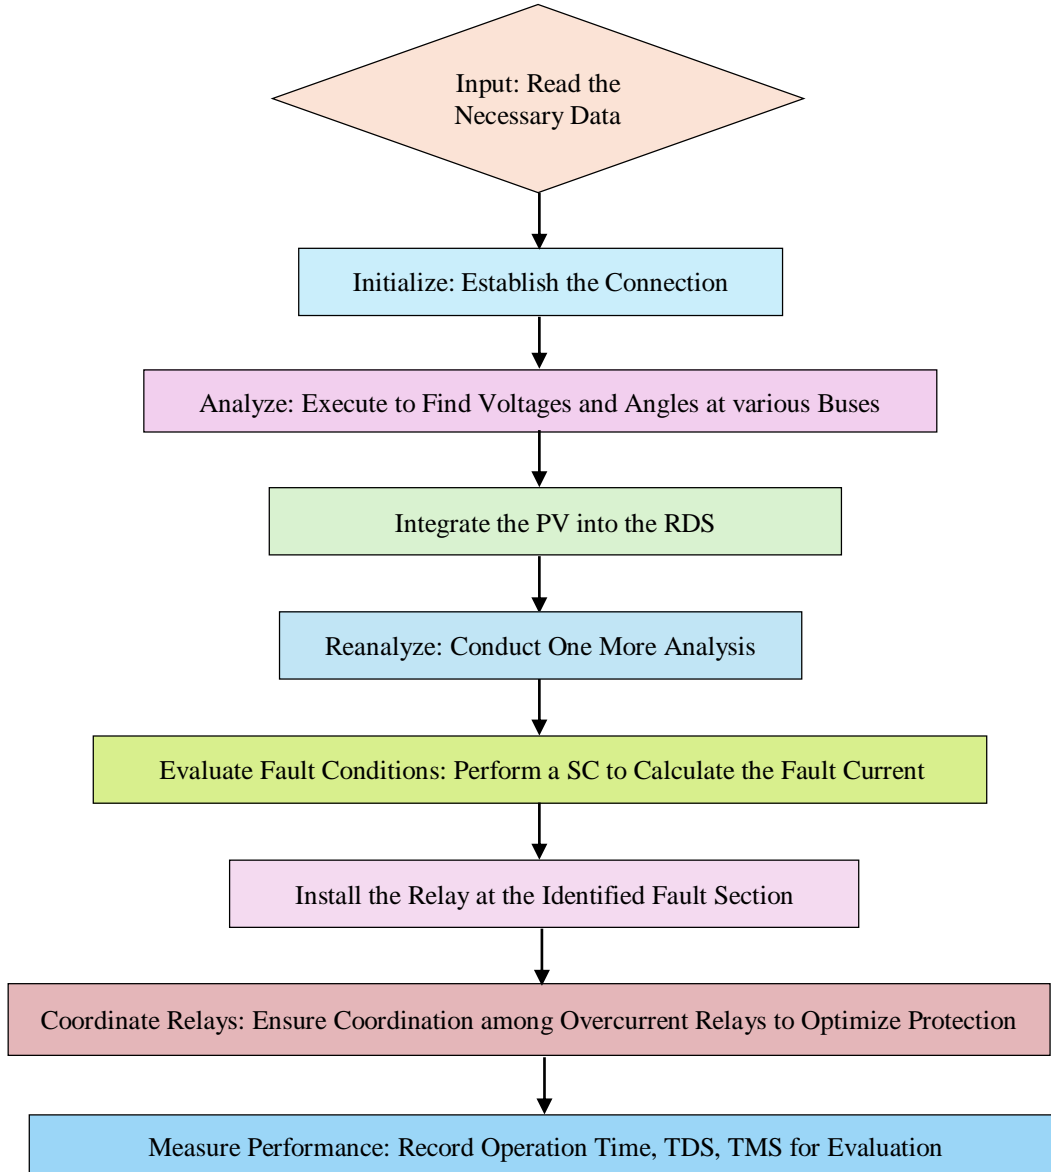 Input: Read the
Necessary Data
Initialize: Establish the Connection
Analyze: Execute to Find Voltages and Angles at various Buses
Integrate the PV into the RDS
Reanalyze: Conduct One More Analysis
Evaluate Fault Conditions: Perform a SC to Calculate the Fault Current
Install the Relay at the Identified Fault Section
Coordinate Relays: Ensure Coordination among Overcurrent Relays to Optimize Protection
Measure Performance: Record Operation Time, TDS, TMS for Evaluation